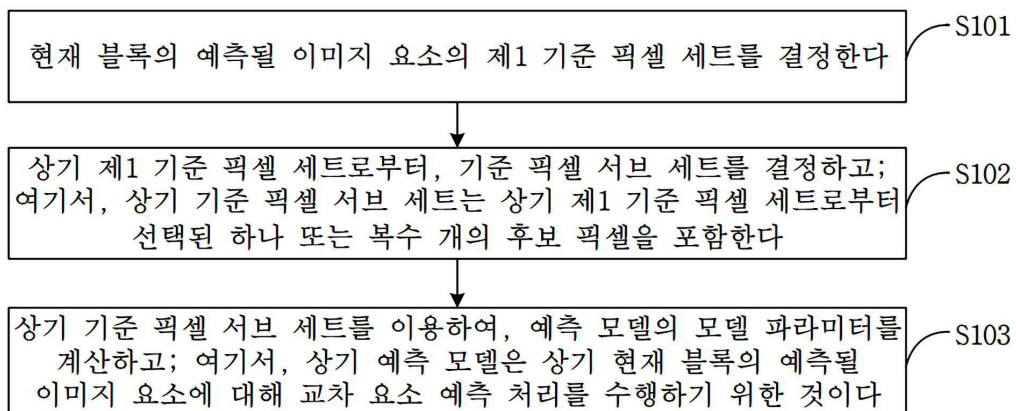 현재 블록의 예측될 이미지 요소의 제1 기준 픽셀 세트를 결정한다
S101
상기 제1 기준 픽셀 세트로부터, 기준 픽셀 서브 세트를 결정하고;
여기서, 상기 기준 픽셀 서브 세트는 상기 제1 기준 픽셀 세트로부터
선택된 하나 또는 복수 개의 후보 픽셀을 포함한다
S102
상기 기준 픽셀 서브 세트를 이용하여, 예측 모델의 모델 파라미터를
계산하고; 여기서, 상기 예측 모델은 상기 현재 블록의 예측될
이미지 요소에 대해 교차 요소 예측 처리를 수행하기 위한 것이다
S103